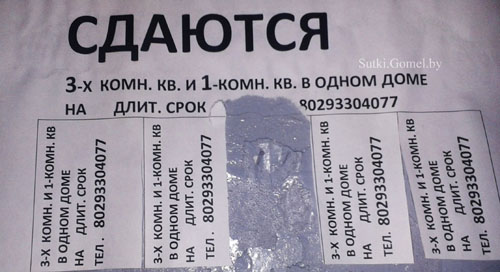 СДАЮТСЯ
Sutki.Gomel.by
3-Х КОМН. КВ. И 1-КОМН. КВ. В ОДНОМ ДОМЕ
НА ДЛИТ. СРОК 80293304077
3-Х КОМН. И 1-КОМН. КВ
В ОДНОМ ДОМЕ
НА ДЛИТ. СРОК
ТЕЛ. 80293304077
3-Х КОМН. И 1-КОМН. КВ
В ОДНОМ ДОМЕ
НА ДЛИТ. СРОК
ТЕЛ. 80293304077
3-Х КОМН. И 1-КОМН. КВ
В ОДНОМ ДОМЕ
НА ДЛИТ. СРОК
ТЕЛ. 80293304077
3-Х КОМН. И 1-КОМН. КВ
В ОДНОМ ДОМЕ
НА ДЛИТ. СРОК
ТЕЛ. 80293304077